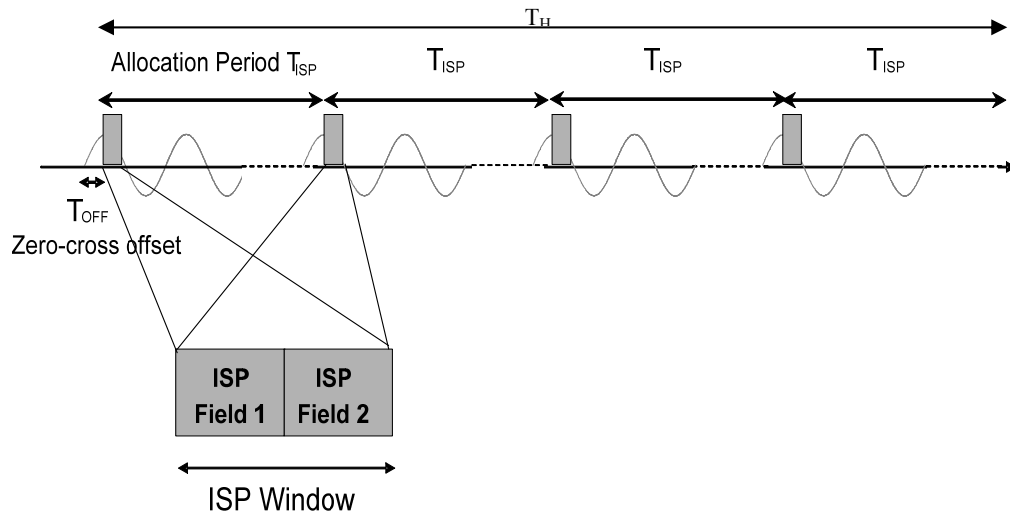 TH
Allocation Period TISP
TISP
TISP
TISP
TOFF
Zero-cross offset
ISP
Field 1
ISP
Field 2
ISP Window